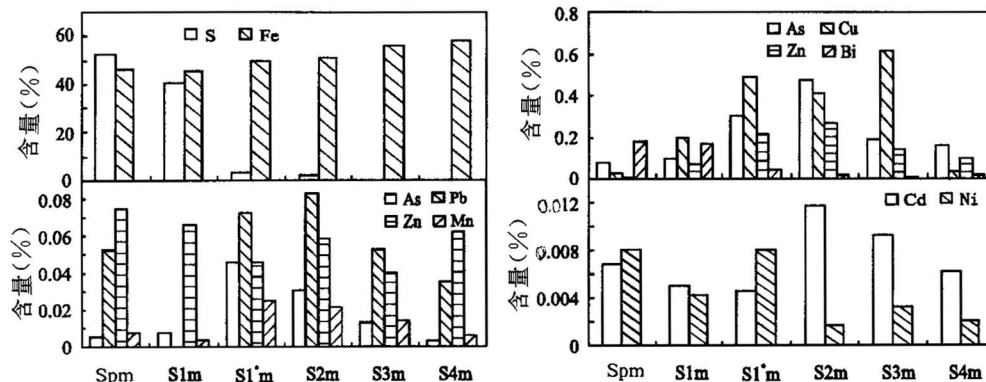 含量(%)
60
40
20
0
S Fe
含量(%)
0.8
0.6
0.4
0.2
0
As Cu
Zn Bi
含量(%)
0.08
0.06
0.04
0.02
0
As Pb
Zn Mn
Spm S1m S1*m S2m S3m S4m
含量(%)
0.012
0.008
0.004
0
Cd Ni
Spm S1m S1*m S2m S3m S4m